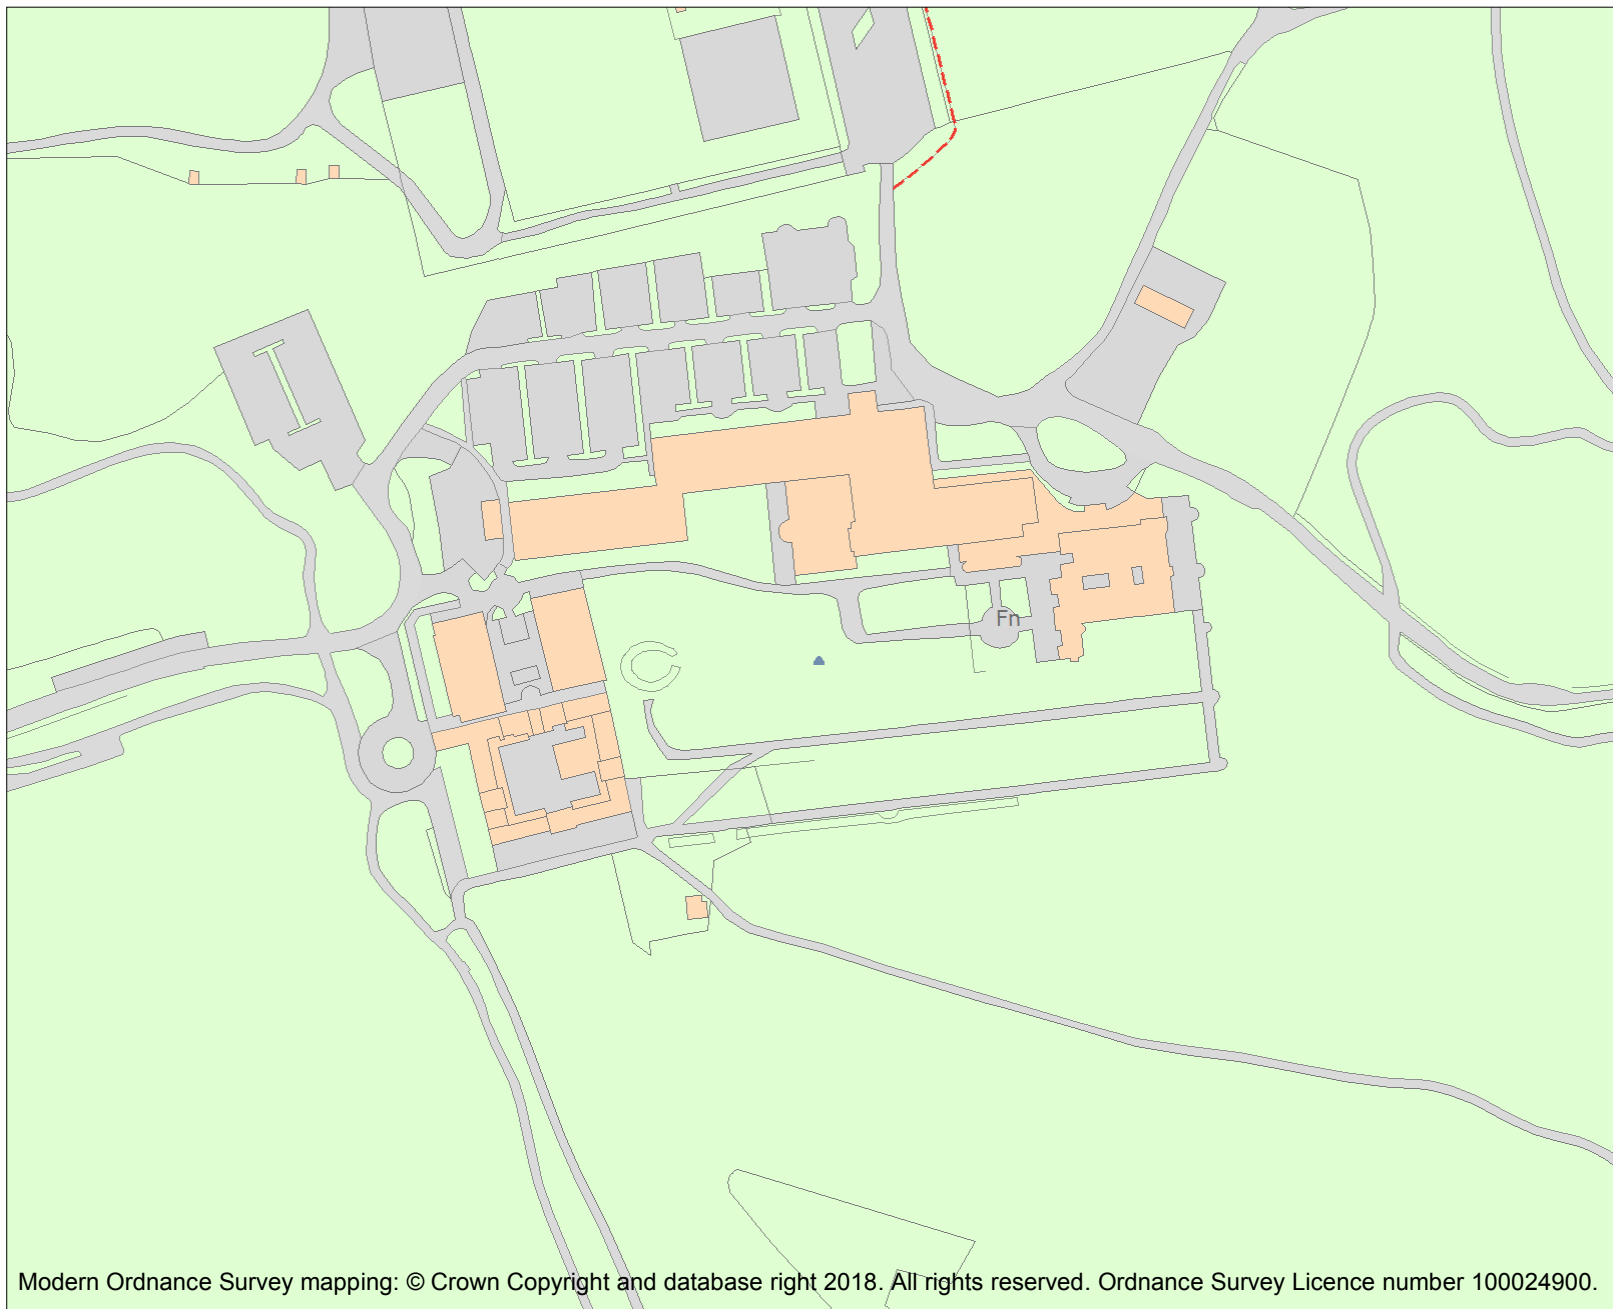 Fn
Modern Ordnance Survey mapping: © Crown Copyright and database right 2018. All rights reserved. Ordnance Survey Licence number 100024900.